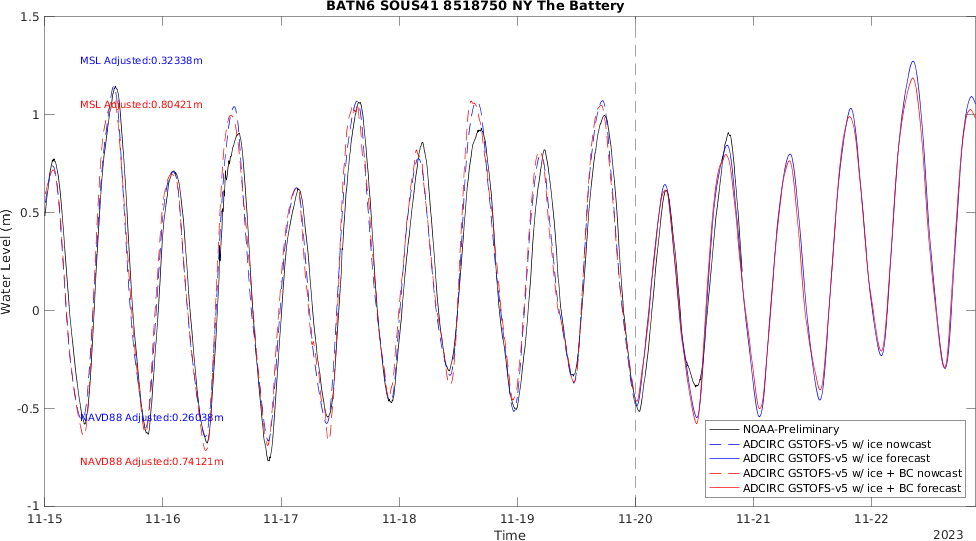 BATN6 SOUS41 8518750 NY The Battery
1.5
MSL Adjusted:0.32338m
MSL Adjusted:0.80421m
1
0.5
Water Level (m)
0
-0.5
NAVD88 Adjusted:0.26038m
NAVD88 Adjusted:0.74121m
NOAA-Preliminary
ADCIRC GSTOFS-v5 w/ ice nowcast
ADCIRC GSTOFS-v5 w/ ice forecast
ADCIRC GSTOFS-v5 w/ ice + BC nowcast
ADCIRC GSTOFS-v5 w/ ice + BC forecast
-1
11-15 11-16 11-17 11-18 11-19 11-20 11-21 11-22
Time
2023